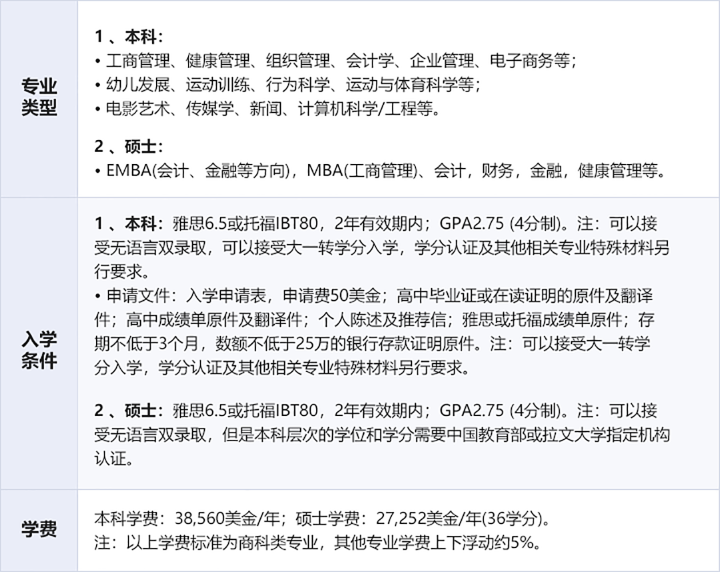 专业
类型
1、本科：
• 工商管理、健康管理、组织管理、会计学、企业管理、电子商务等；
• 幼儿发展、运动训练、行为科学、运动与体育科学等；
• 电影艺术、传媒学、新闻、计算机科学/工程等。
2、硕士：
• EMBA(会计、金融等方向)，MBA(工商管理)、会计，财务，金融，健康管理等。
入学
条件
1、本科：雅思6.5或托福IBT80，2年有效期内；GPA2.75 (4分制)。注：可以接
受无语言双录取，可以接受大一转学分入学，学分认证及其他相关专业特殊材料另
行要求。
• 申请文件：入学申请表，申请费50美金；高中毕业证或在读证明的原件及翻译
件；高中成绩单原件及翻译件；个人陈述及推荐信；雅思或托福成绩单原件；存
期不低于3个月，数额不低于25万的银行存款证明原件。注：可以接受大一转学
分入学，学分认证及其他相关专业特殊材料另行要求。
2、硕士：雅思6.5或托福IBT80，2年有效期内；GPA2.75 (4分制)。注：可以接
受无语言双录取，但是本科层次的学位和学分需要中国教育部或拉文大学指定机构
认证。
学费
本科学费：38,560美金/年；硕士学费：27,252美金/年(36学分)。
注：以上学费标准为商科类专业，其他专业学费上下浮动约5%。